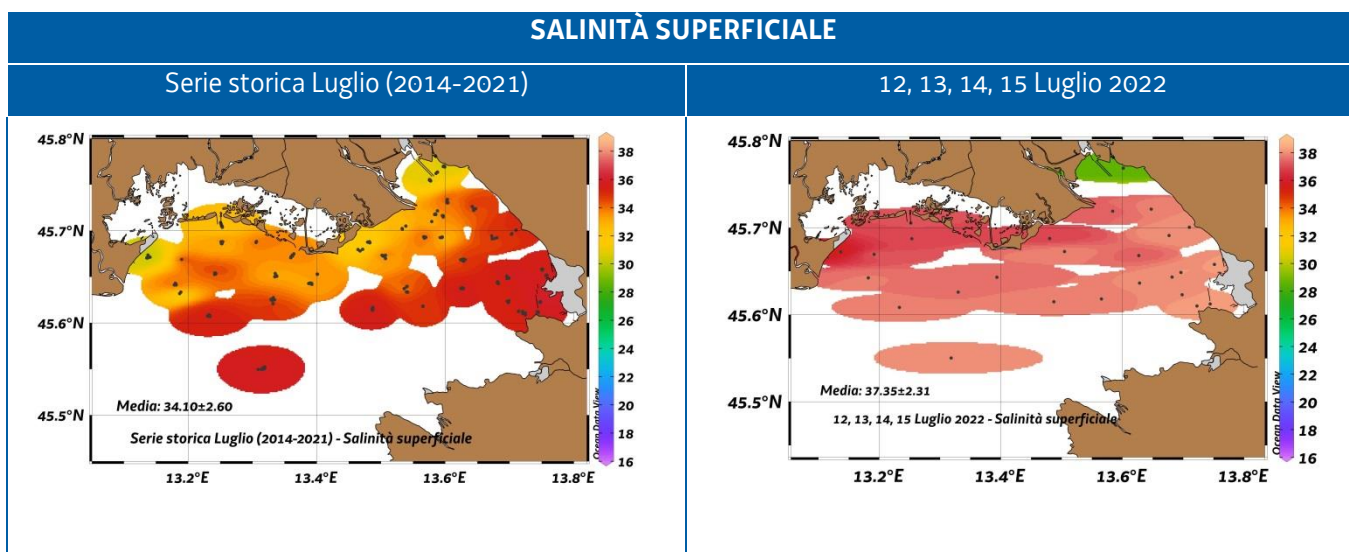 SALINITÀ SUPERFICIALE
Serie storica Luglio (2014-2021)
12, 13, 14, 15 Luglio 2022
45.8°N
45.7°N
45.6°N
45.5°N
Media: 34.10±2.60
Serie storica Luglio (2014-2021) - Salinità superficiale
13.2°E
13.4°E
13.6°E
13.8°E
38
36
34
32
30
28
26
24
22
20
18
16
Ocean Data View
45.8°N
45.7°N
45.6°N
45.5°N
Media: 37.35±2.31
12, 13, 14, 15 Luglio 2022 - Salinità superficiale
13.2°E
13.4°E
13.6°E
13.8°E
38
36
34
32
30
28
26
24
22
20
18
16
Ocean Data View